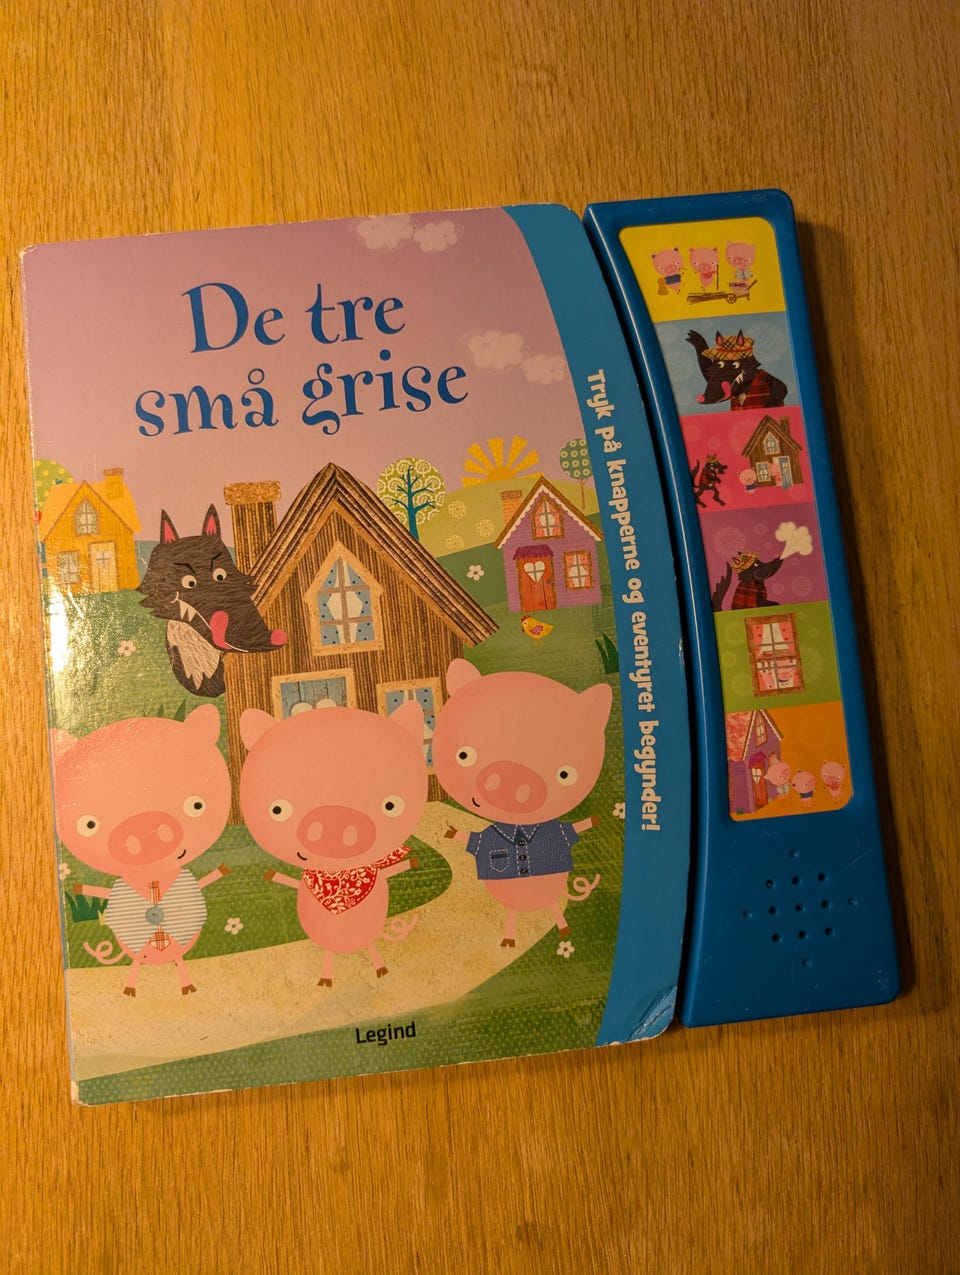 De tre
små grise
Tryk på knapperne og eventyret begynder!
Legind